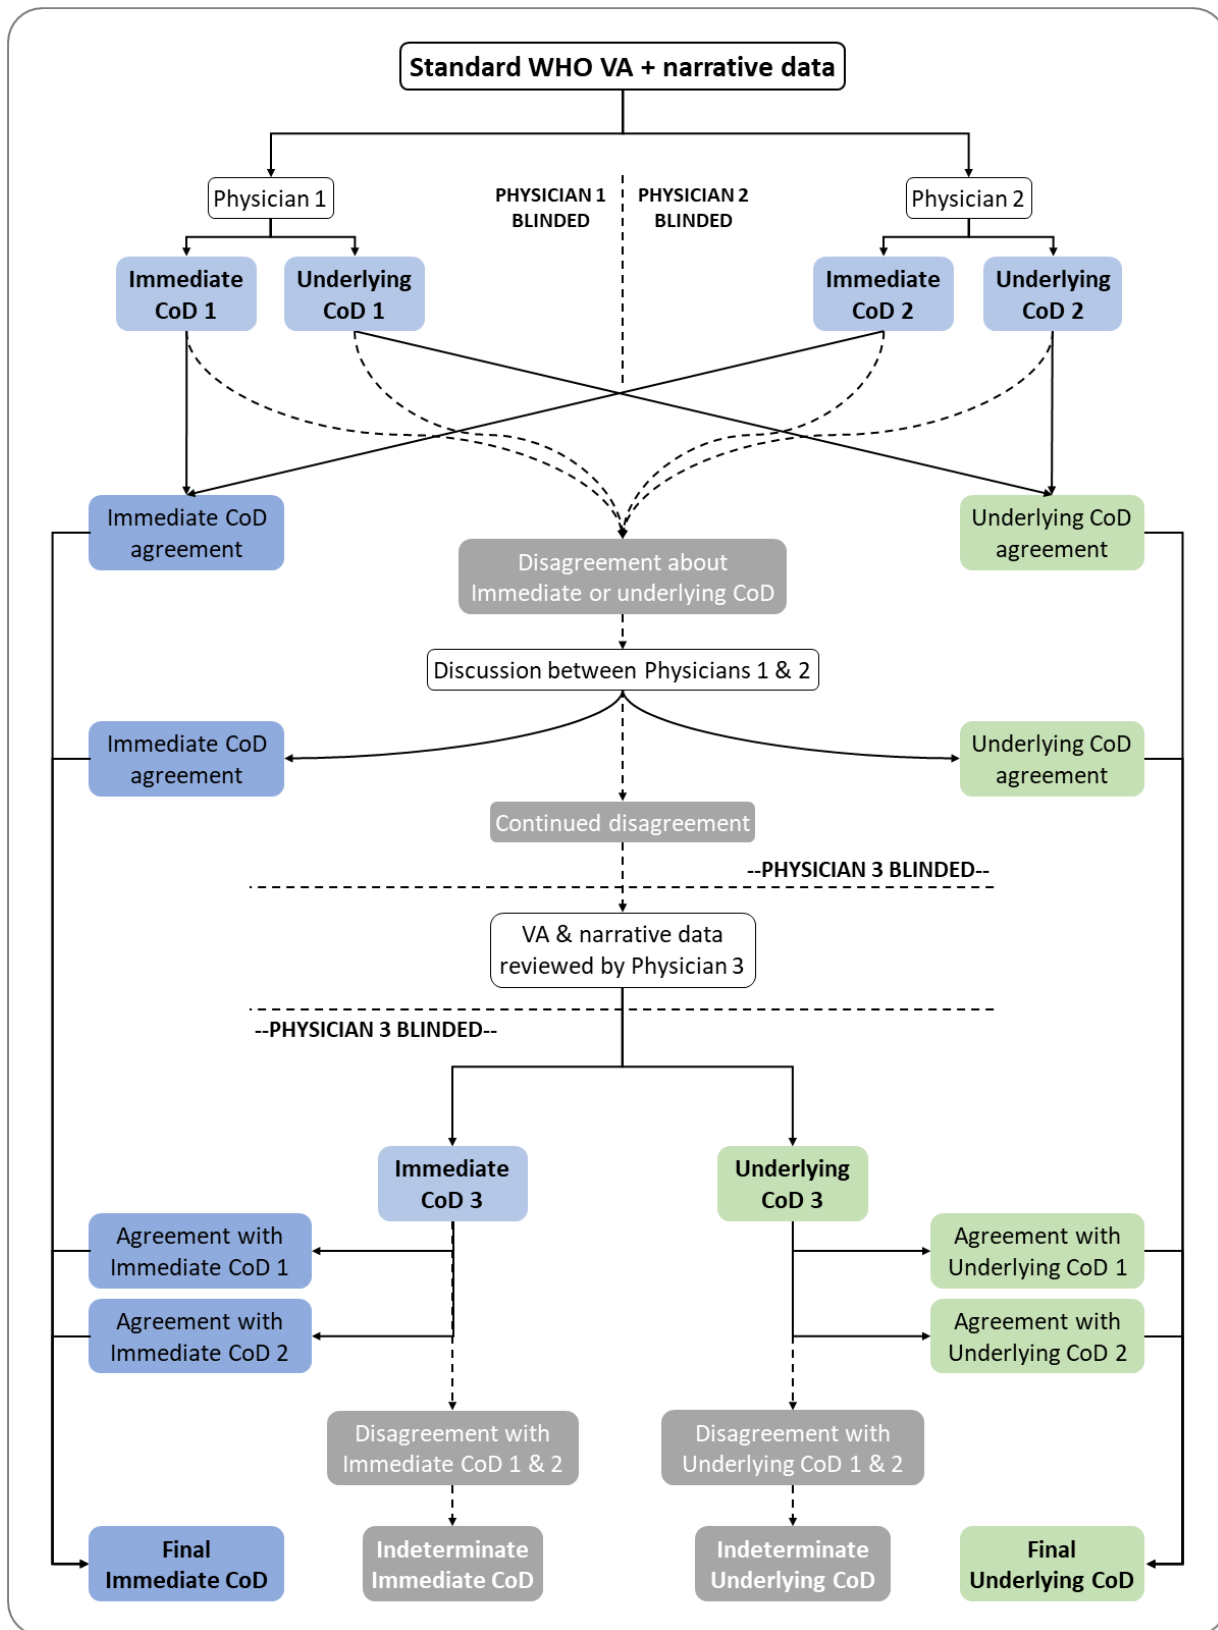 Standard WHO VA + narrative data
Physician 1
PHYSICIAN 1
BLINDED
PHYSICIAN 2
BLINDED
Physician 2
Immediate
CoD 1
Underlying
CoD 1
Immediate
CoD 2
Underlying
CoD 2
Immediate CoD
agreement
Underlying CoD
agreement
Disagreement about
Immediate or underlying CoD
Discussion between Physicians 1 & 2
Immediate CoD
agreement
Underlying CoD
agreement
Continued disagreement
--PHYSICIAN 3 BLINDED--
VA & narrative data
reviewed by Physician 3
--PHYSICIAN 3 BLINDED--
Immediate
CoD 3
Underlying
CoD 3
Agreement with
Immediate CoD 1
Agreement with
Underlying CoD 1
Agreement with
Immediate CoD 2
Agreement with
Underlying CoD 2
Disagreement with
Immediate CoD 1 & 2
Disagreement with
Underlying CoD 1 & 2
Final
Immediate CoD
Indeterminate
Immediate CoD
Indeterminate
Underlying CoD
Final
Underlying CoD